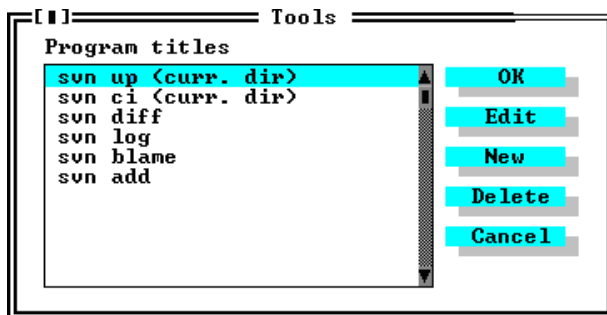 Tools
Program titles
svn up (curr. dir)
svn ci (curr. dir)
svn diff
svn log
svn blame
svn add
OK
Edit
New
Delete
Cancel